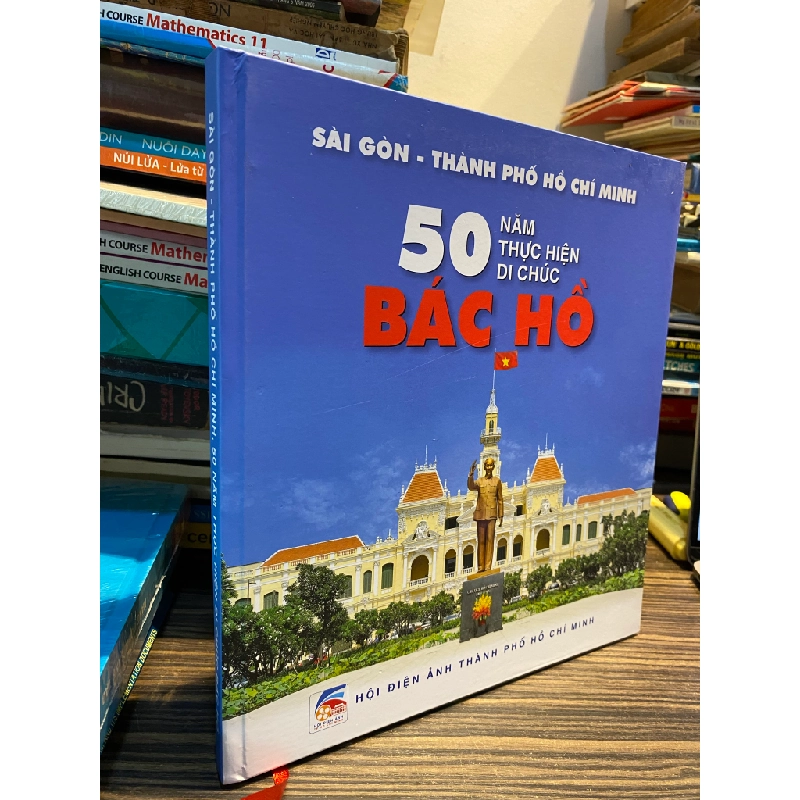 SÀI GÒN - THÀNH PHỐ HỒ CHÍ MINH
50 NĂM
THỰC HIỆN
DI CHÚC
BÁC HỒ
HỘI ĐIỆN ẢNH THÀNH PHỐ HỒ CHÍ MINH
SÀI GÒN - THÀNH PHỐ HỒ CHÍ MINH, 50 NĂM
COURSE Mathematics 11
NUÔI DẠY
NÚI LỬA - Lửa từ
SH COURSE Mathem
ENGLISH COURSE Ma